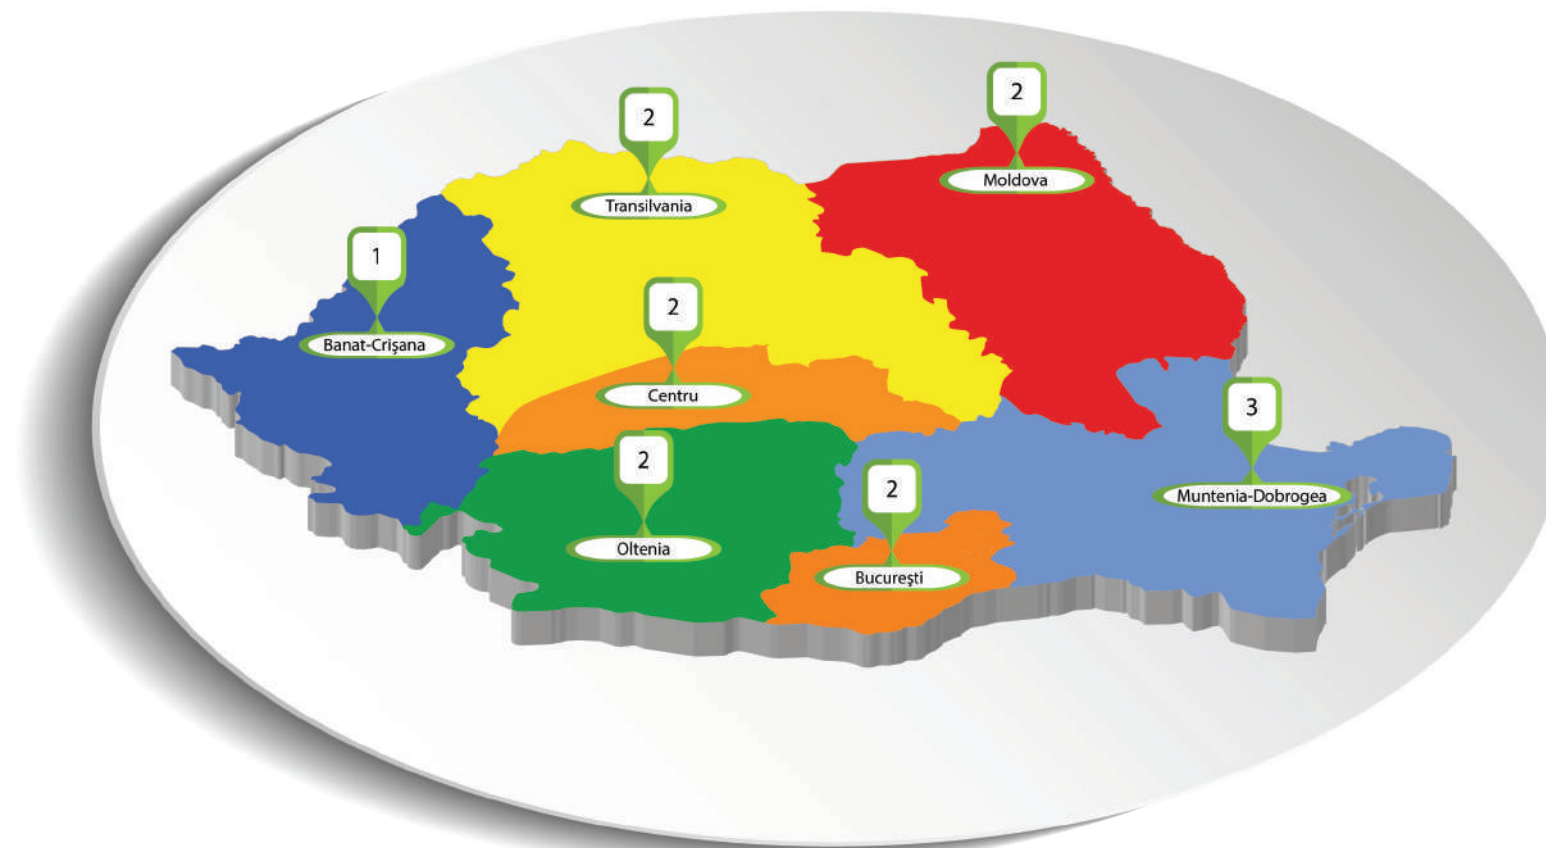 2
Moldova
2
Transilvania
1
Banat-Crişana
2
Centru
3
Muntenia-Dobrogea
2
Oltenia
2
Bucureşti